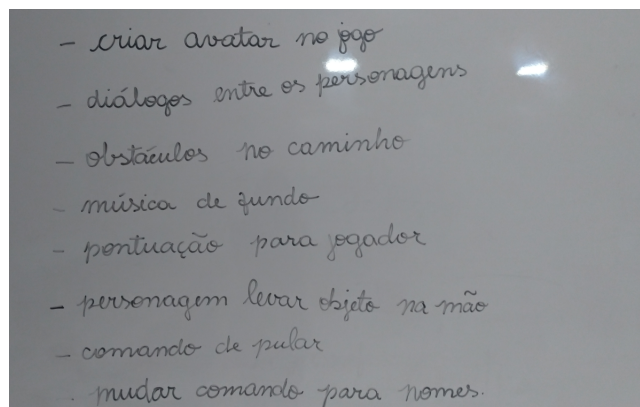 - criar avatar no jogo
- diálogos entre os personagens
- obstáculos no caminho
- música de fundo
- pontuação para jogador
- personagem levar objeto na mão
- comando de pular
. mudar comando para nomes.